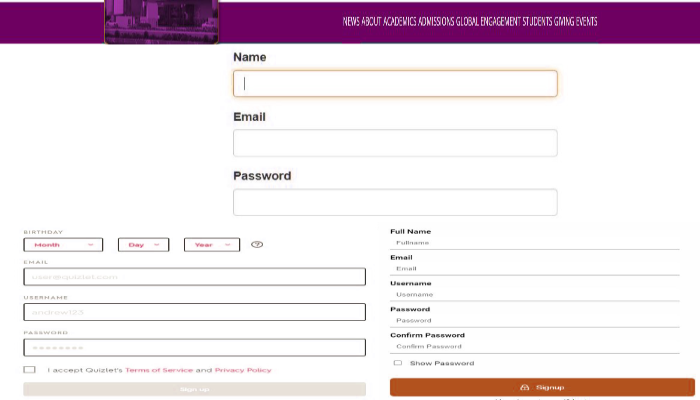 NEWS ABOUT ACADEMICS ADMISSIONS GLOBAL ENGAGEMENT STUDENTS GIVING EVENTS
Name
Email
Password
BIRTHDAY
Month Day Year ?
EMAIL
user@quizlet.com
USERNAME
andrew123
PASSWORD
********
I accept Quizlet's Terms of Service and Privacy Policy
Sign up
Full Name
Fullname
Email
Email
Username
Username
Password
Password
Confirm Password
Confirm Password
Show Password
Signup